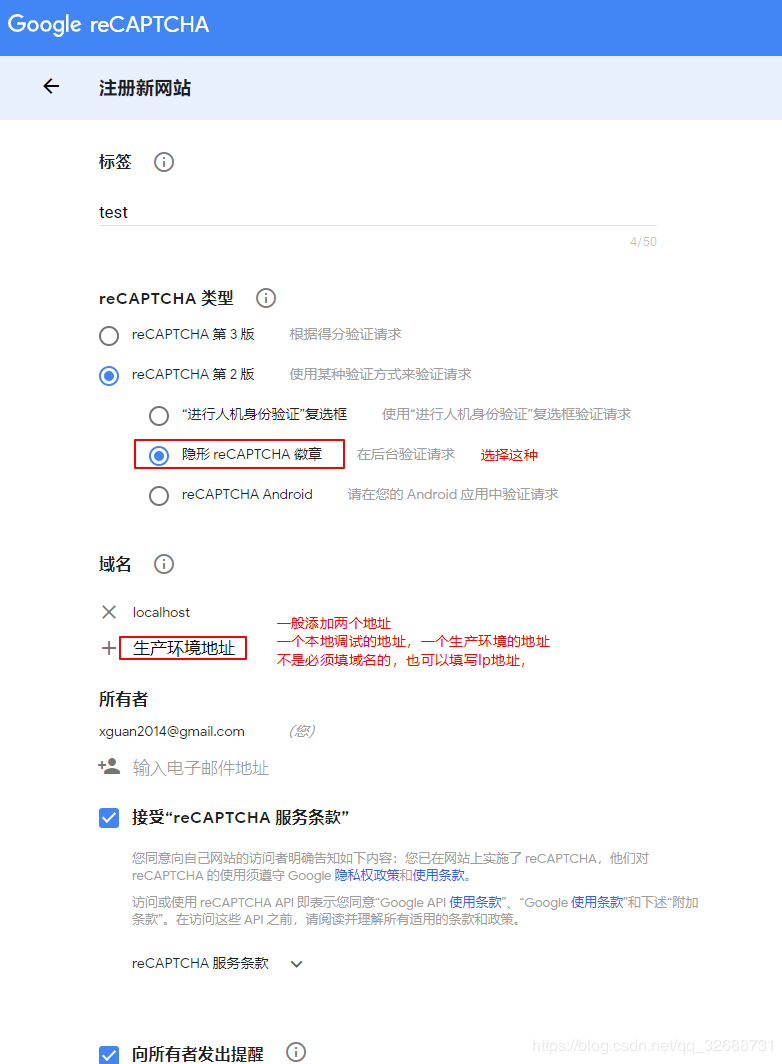 Google reCAPTCHA
注册新网站
标签
test
4/50
reCAPTCHA 类型
reCAPTCHA 第 3 版 根据得分验证请求
reCAPTCHA 第 2 版 使用某种验证方式来验证请求
“进行人机身份验证”复选框 使用“进行人机身份验证”复选框验证请求
隐形 reCAPTCHA 徽章 在后台验证请求 选择这种
reCAPTCHA Android 请在您的 Android 应用中验证请求
域名
localhost
一般添加两个地址
生产环境地址 一个本地调试的地址，一个生产环境的地址
不是必须填域名的，也可以填写Ip地址，
所有者
xguan2014@gmail.com (您)
输入电子邮件地址
接受“reCAPTCHA 服务条款”
您同意向自己网站的访问者明确告知如下内容：您已在网站上实施了 reCAPTCHA，他们对
reCAPTCHA 的使用须遵守 Google 隐私权政策和使用条款。
访问或使用 reCAPTCHA API 即表示您同意“Google API 使用条款”、“Google 使用条款”和下述“附加
条款”。在访问这些 API 之前，请阅读并理解所有适用的条款和政策。
reCAPTCHA 服务条款
向所有者发出提醒
https://blog.csdn.net/qq_32688731